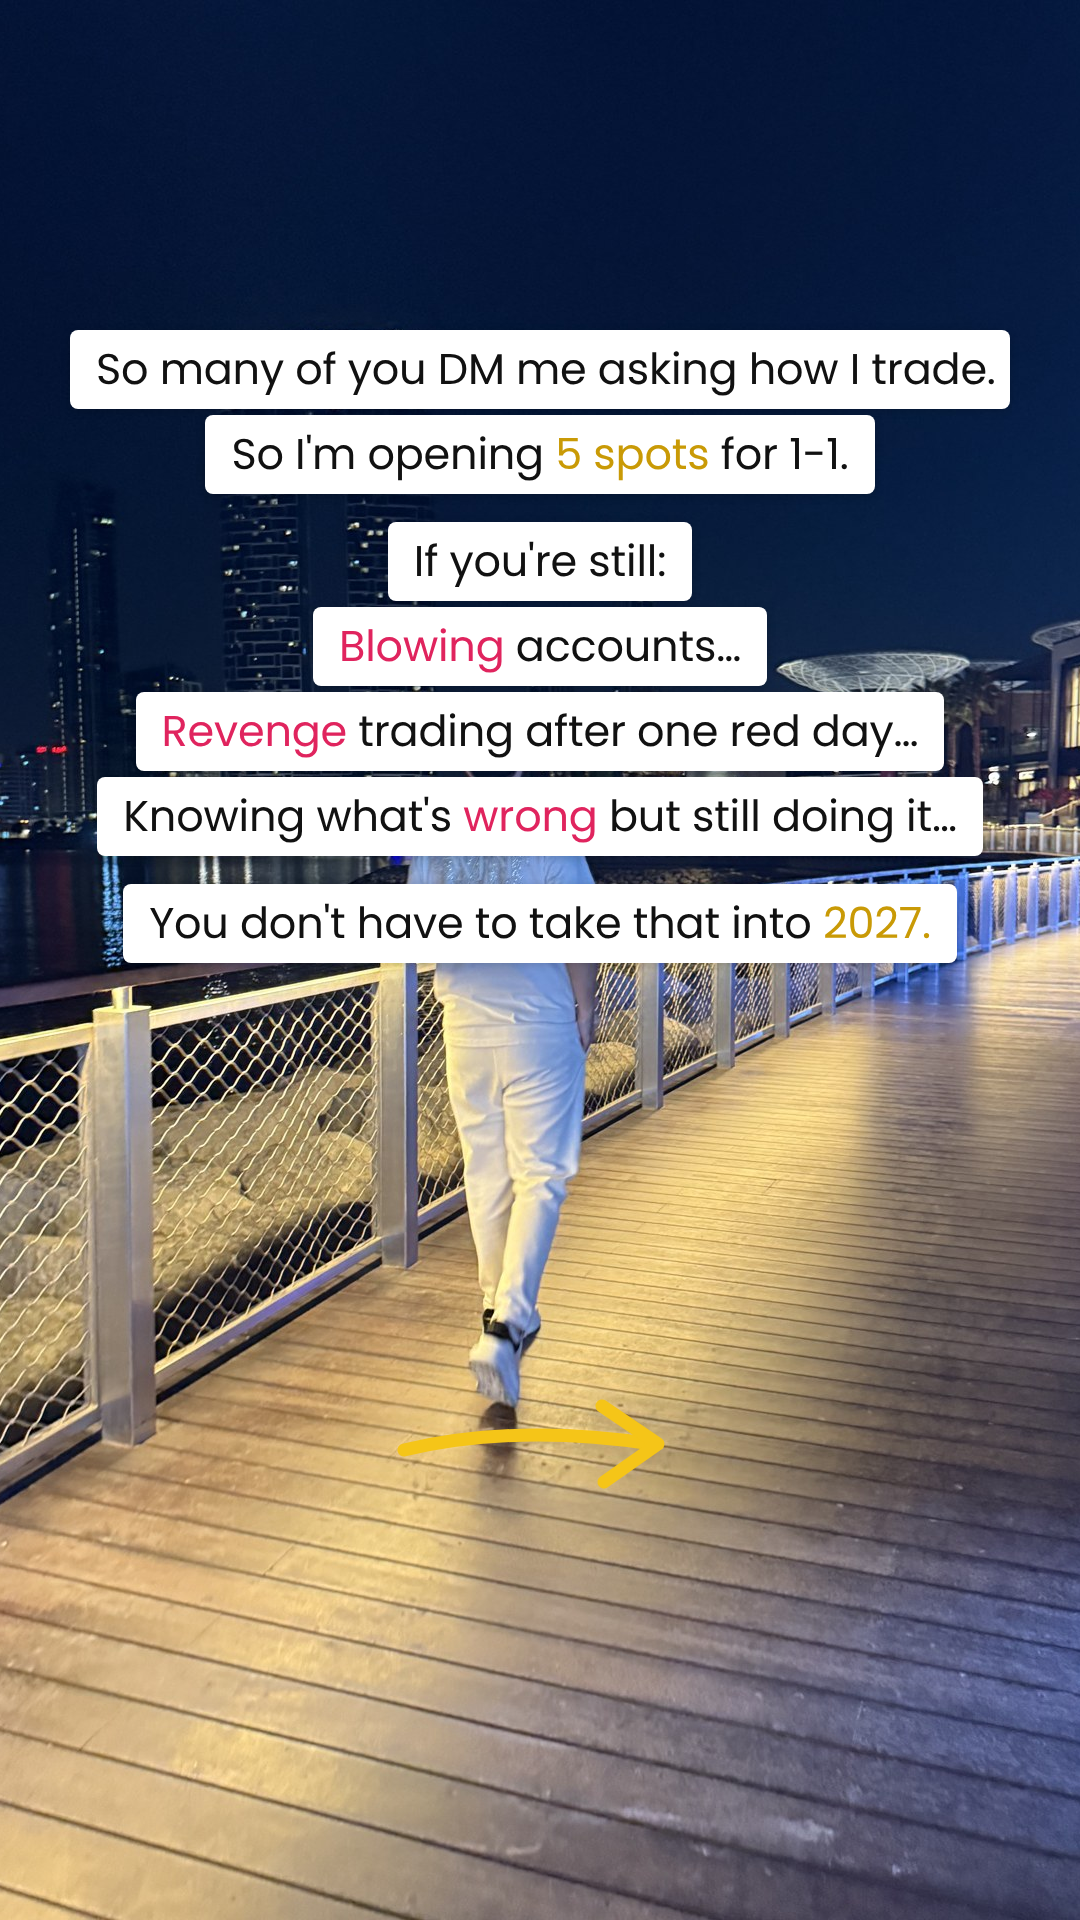 So many of you DM me asking how I trade.
So I'm opening 5 spots for 1-1.
If you're still:
Blowing accounts...
Revenge trading after one red day...
Knowing what's wrong but still doing it...
You don't have to take that into 2027.